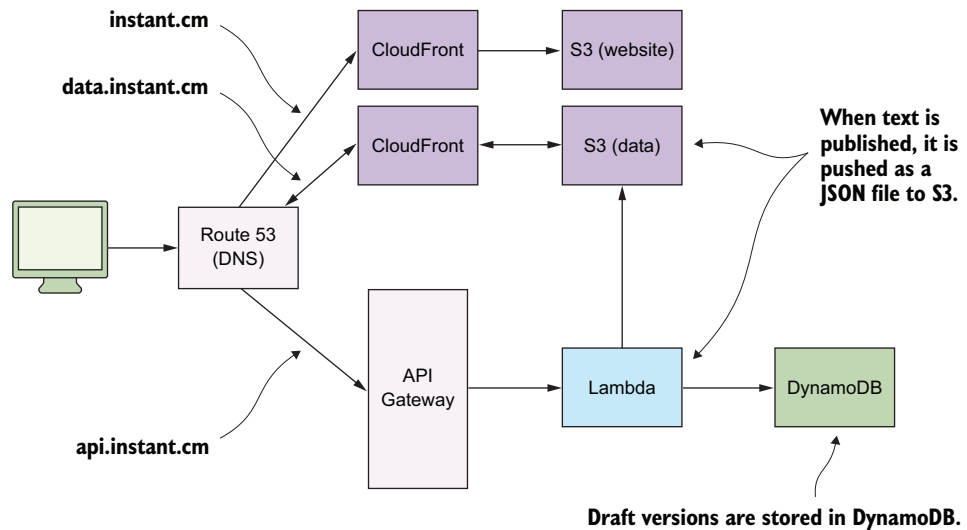 instant.cm
CloudFront
S3 (website)
data.instant.cm
When text is
published, it is
pushed as a
JSON file to S3.
CloudFront
S3 (data)
Route 53
(DNS)
API
Gateway
Lambda
DynamoDB
api.instant.cm
Draft versions are stored in DynamoDB.